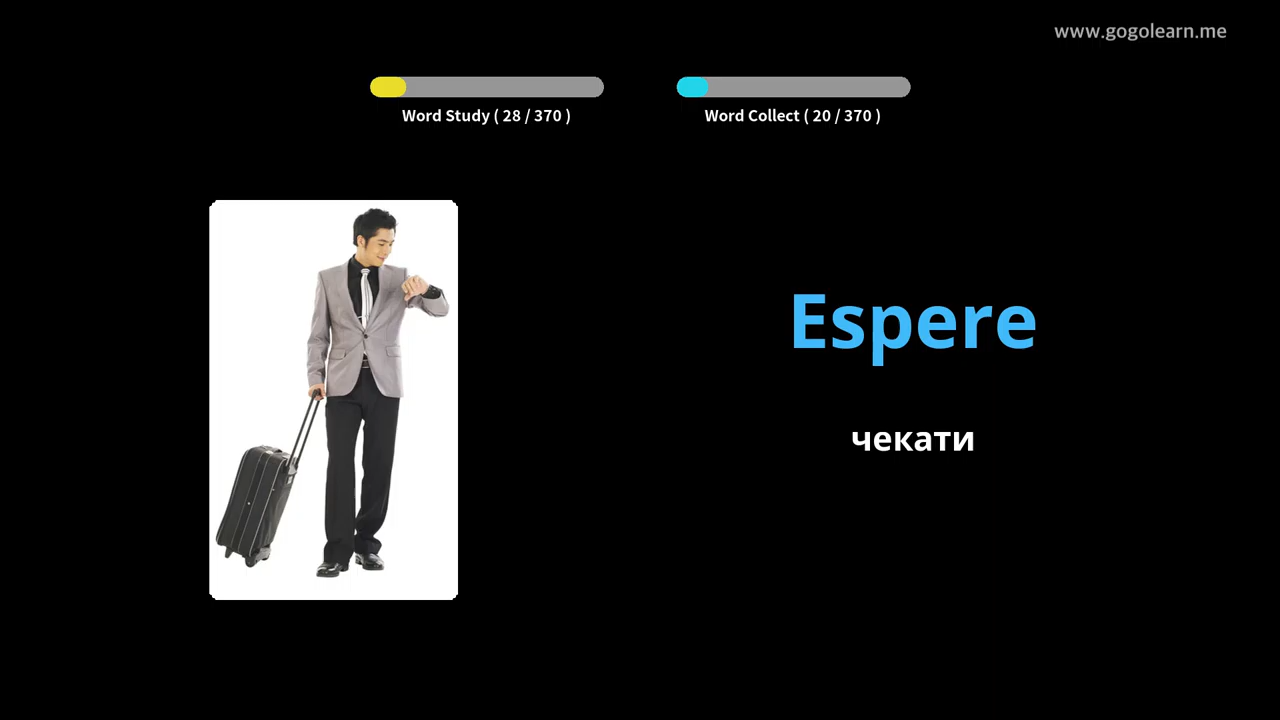 www.gogolearn.me
Word Study ( 28 / 370 )
Word Collect ( 20 / 370 )
Espere
чекати